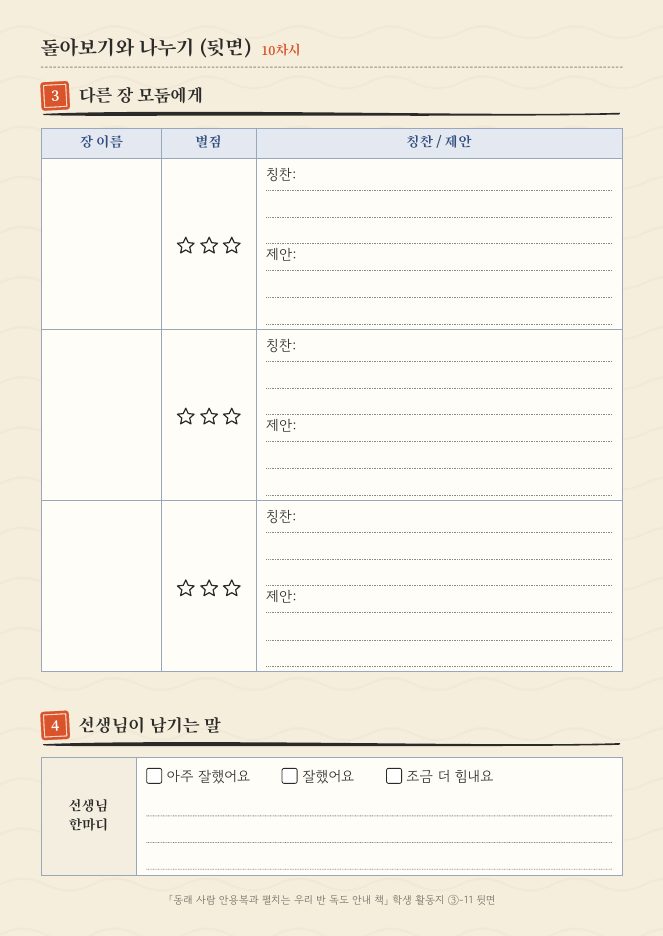 돌아보기와 나누기 (뒷면) 10차시
3 다른 장 모둠에게
장 이름 별점 칭찬 / 제안
칭찬:
제안:
칭찬:
제안:
칭찬:
제안:
4 선생님이 남기는 말
선생님
한마디
아주 잘했어요 잘했어요 조금 더 힘내요
「동래 사람 안용복과 펼치는 우리 반 독도 안내 책」 학생 활동지 ③-11 뒷면